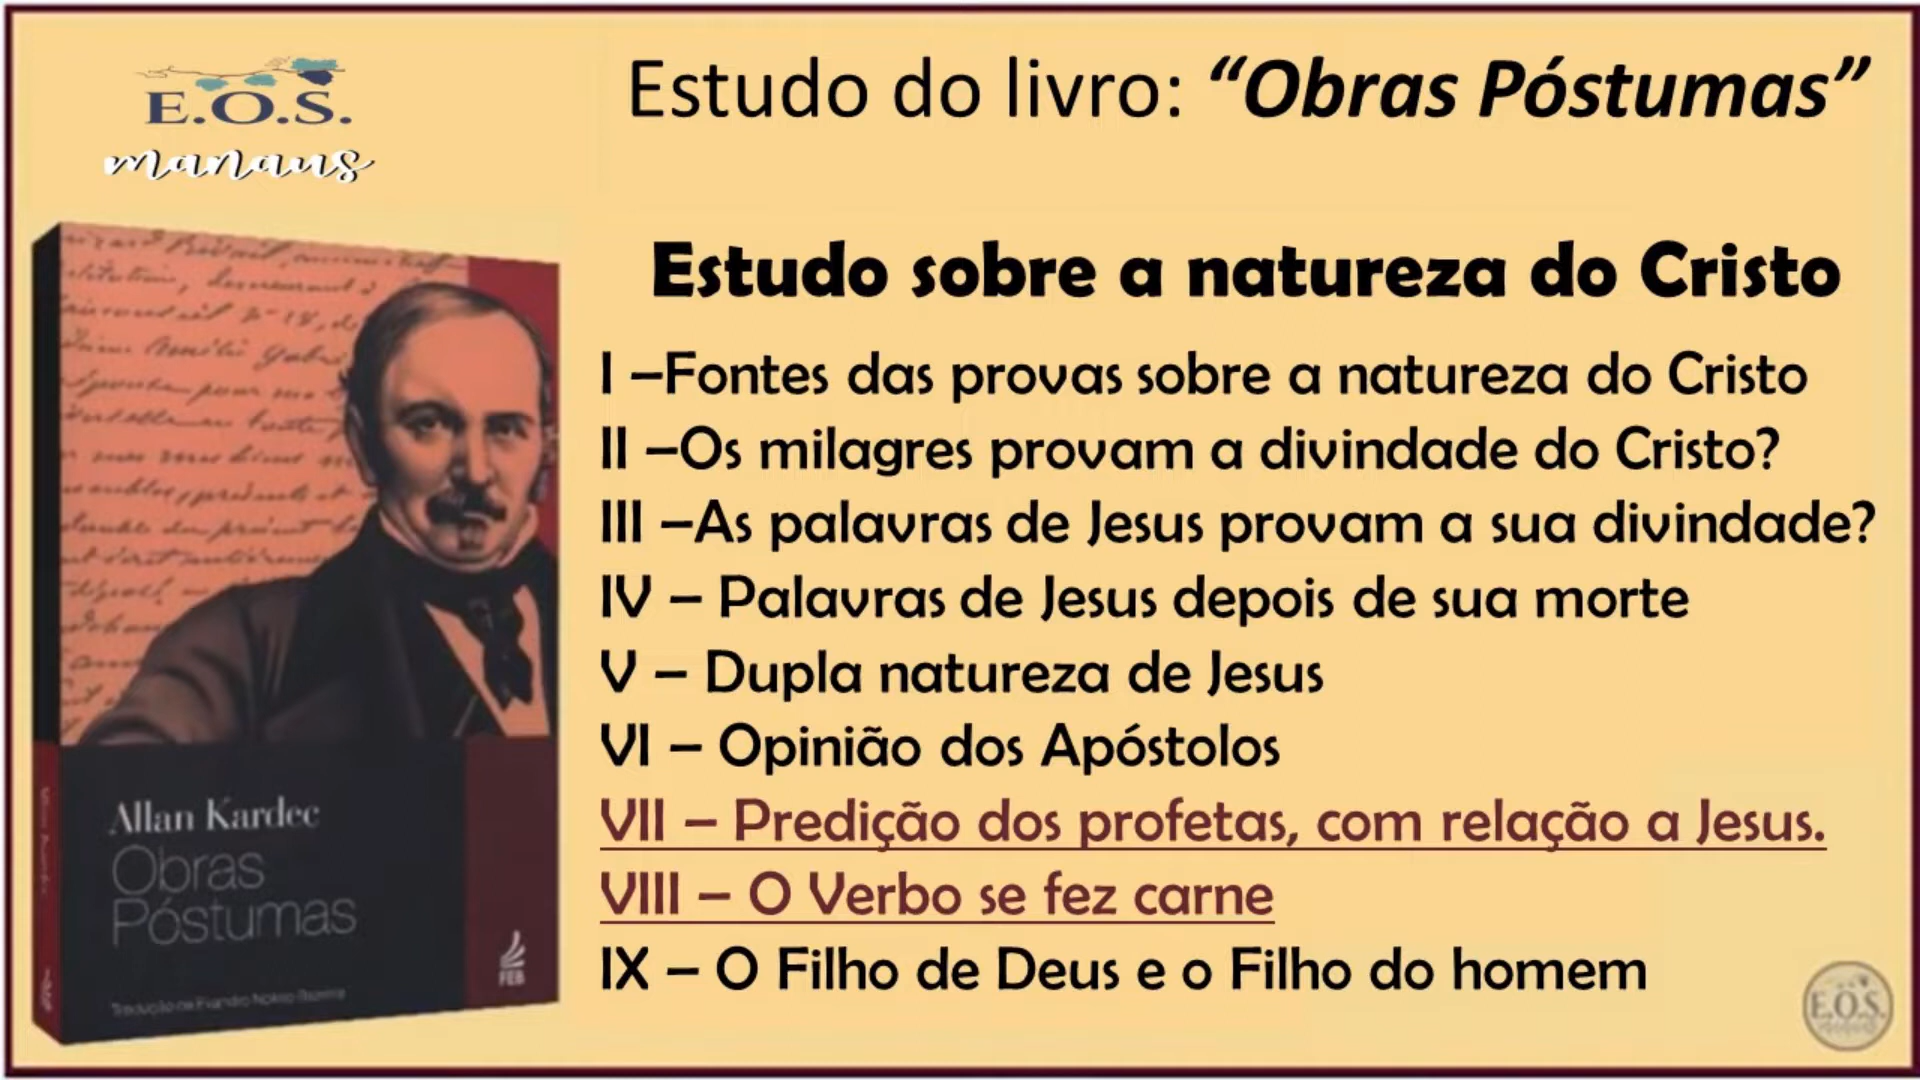 E.O.S.
manaus
Estudo do livro: “Obras Póstumas”
Estudo sobre a natureza do Cristo
I –Fontes das provas sobre a natureza do Cristo
II –Os milagres provam a divindade do Cristo?
III –As palavras de Jesus provam a sua divindade?
IV – Palavras de Jesus depois de sua morte
V – Dupla natureza de Jesus
VI – Opinião dos Apóstolos
VII – Predição dos profetas, com relação a Jesus.
VIII – O Verbo se fez carne
IX – O Filho de Deus e o Filho do homem
Allan Kardec
Obras
Póstumas
FEB
E.O.S.